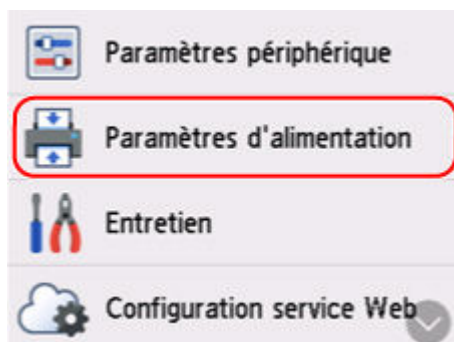 Paramètres périphérique
Paramètres d'alimentation
Entretien
Configuration service Web